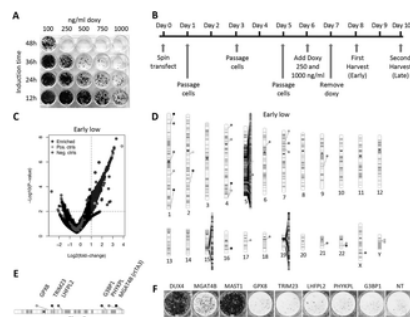 A
ng/ml doxy
100 250 500 750 1000
Induction time
48h
36h
24h
12h
B
Day 0 Day 1 Day 2 Day 3 Day 4 Day 5 Day 6 Day 7 Day 8 Day 9 Day 10
Spin transfect
Passage cells
Passage cells
Passage cells
Add Doxy 250 and 1000 ng/ml
Remove doxy
First Harvest (Early)
Second Harvest (Late)
C
Early low
Enriched
Pos. ctrls
Neg. ctrls
Log2(fold-change)
D
Early low
1 2 3 4 5 6 7 8 9 10 11 12
13 14 15 16 17 18 19 20 21 22 X Y
E
GPX8
TRIM23
LHFPL2
G3BP1
PHYKPL
F
DUX4 MGAT4B MAST1 GPX8 TRIM23 LHFPL2 PHYKPL G3BP1 NT